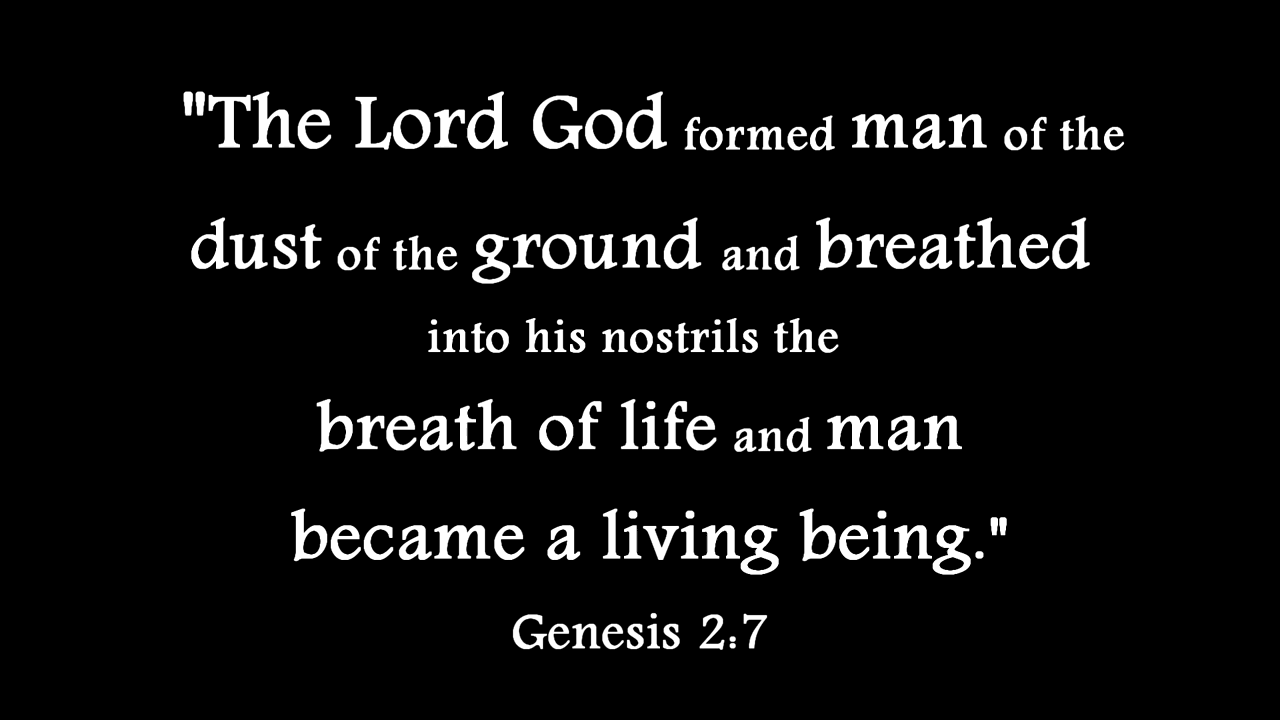 "The Lord God formed man of the
dust of the ground and breathed
into his nostrils the
breath of life and man
became a living being."
Genesis 2:7